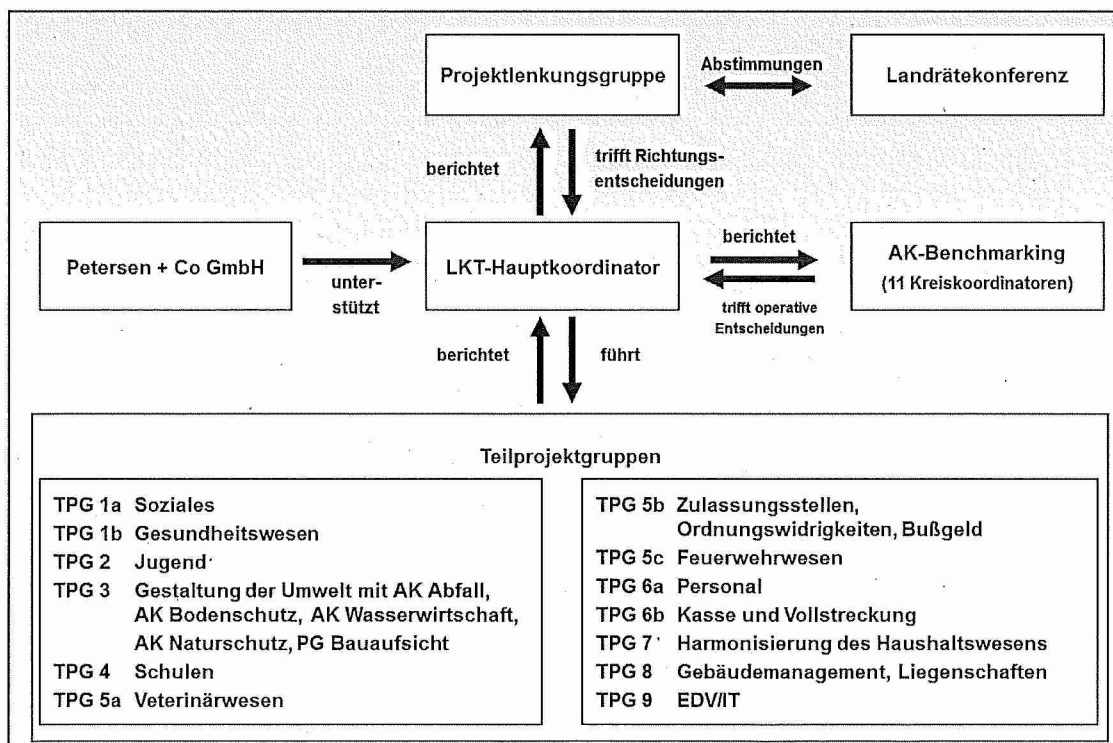 Projektlenkungsgruppe
Abstimmungen
Landrätekonferenz
berichtet
trifft Richtungs-
entscheidungen
Petersen + Co GmbH
unter-
stützt
LKT-Hauptkoordinator
berichtet
trifft operative
Entscheidungen
AK-Benchmarking
(11 Kreiskoordinatoren)
berichtet
führt
Teilprojektgruppen
TPG 1a Soziales
TPG 1b Gesundheitswesen
TPG 2 Jugend
TPG 3 Gestaltung der Umwelt mit AK Abfall,
AK Bodenschutz, AK Wasserwirtschaft,
AK Naturschutz, PG Bauaufsicht
TPG 4 Schulen
TPG 5a Veterinärwesen
TPG 5b Zulassungsstellen,
Ordnungswidrigkeiten, Bußgeld
TPG 5c Feuerwehrwesen
TPG 6a Personal
TPG 6b Kasse und Vollstreckung
TPG 7 Harmonisierung des Haushaltswesens
TPG 8 Gebäudemanagement, Liegenschaften
TPG 9 EDV/IT